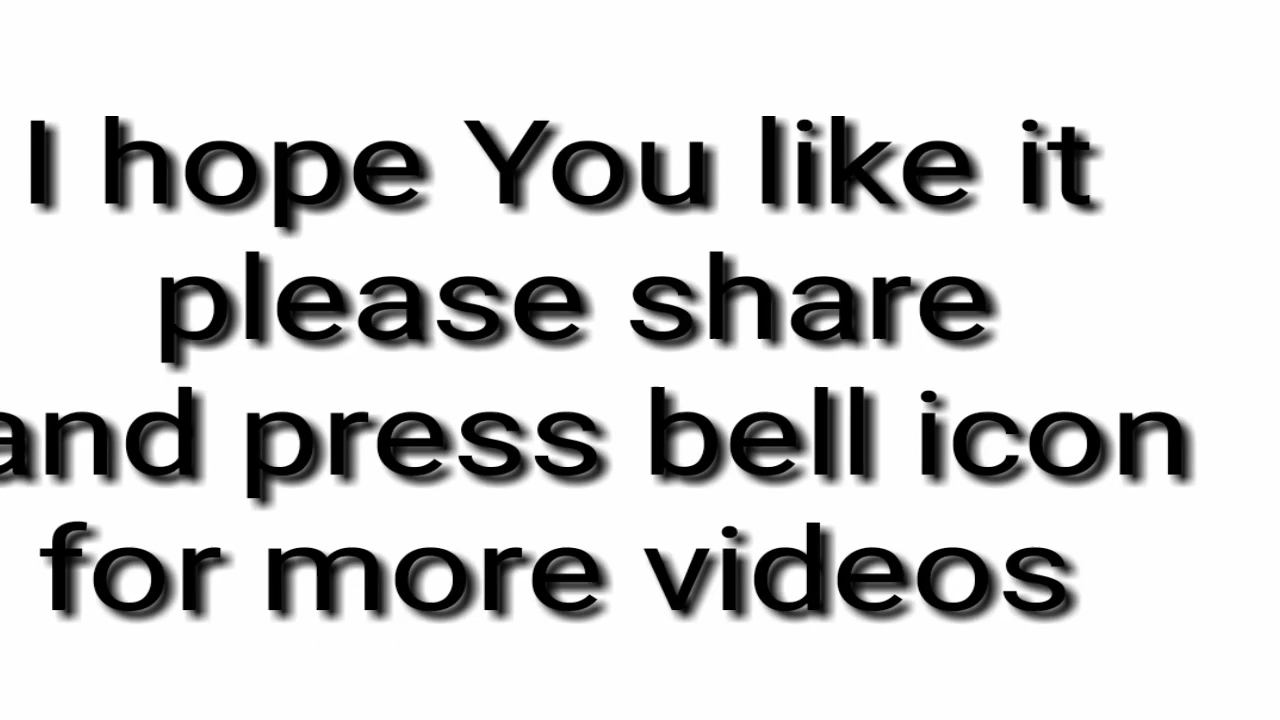 I hope You like it
please share
and press bell icon
for more videos